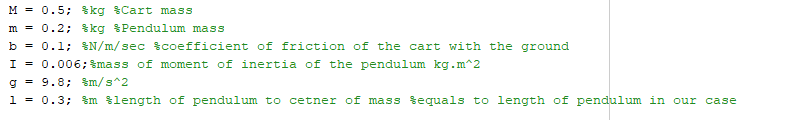 M = 0.5; %kg %Cart mass
m = 0.2; %kg %Pendulum mass
b = 0.1; %N/m/sec %coefficient of friction of the cart with the ground
I = 0.006;%mass of moment of inertia of the pendulum kg.m^2
g = 9.8; %m/s^2
l = 0.3; %m %length of pendulum to cetner of mass %equals to length of pendulum in our case